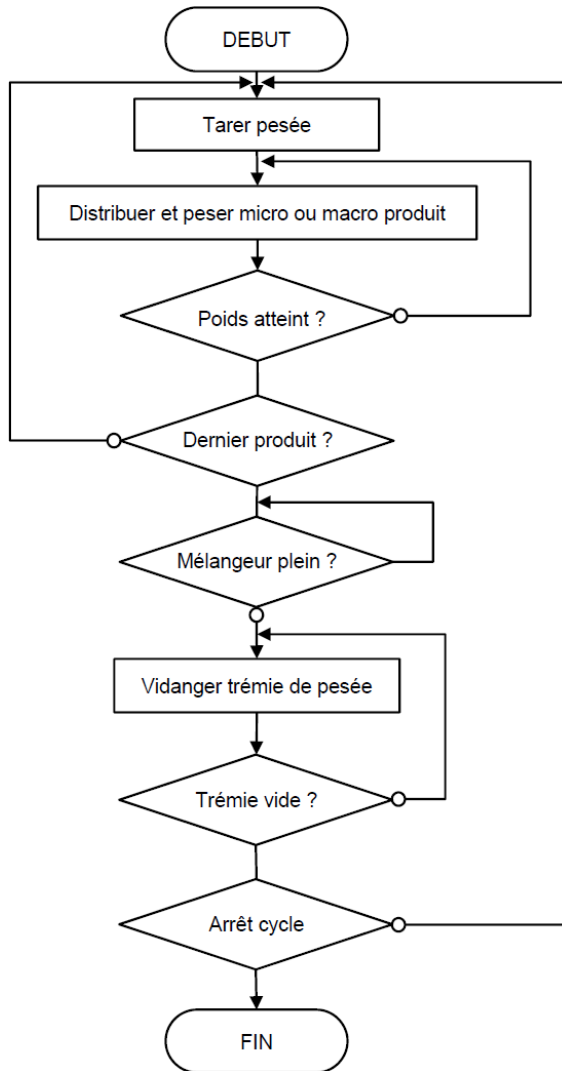 DEBUT
Tarer pesée
Distribuer et peser micro ou macro produit
Poids atteint ?
Dernier produit ?
Mélangeur plein ?
Vidanger trémie de pesée
Trémie vide ?
Arrêt cycle
FIN